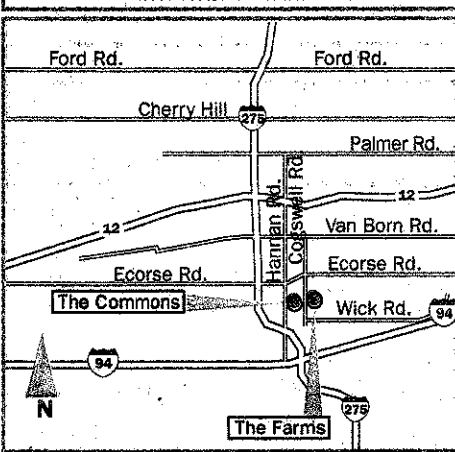 Ford Rd. Ford Rd.
Cherry Hill
275
Palmer Rd.
Hannan Rd.
Cogswell Rd
12
12
Van Born Rd.
Ecorse Rd.
Ecorse Rd.
The Commons
Wick Rd.
94
94
N
275
The Farms